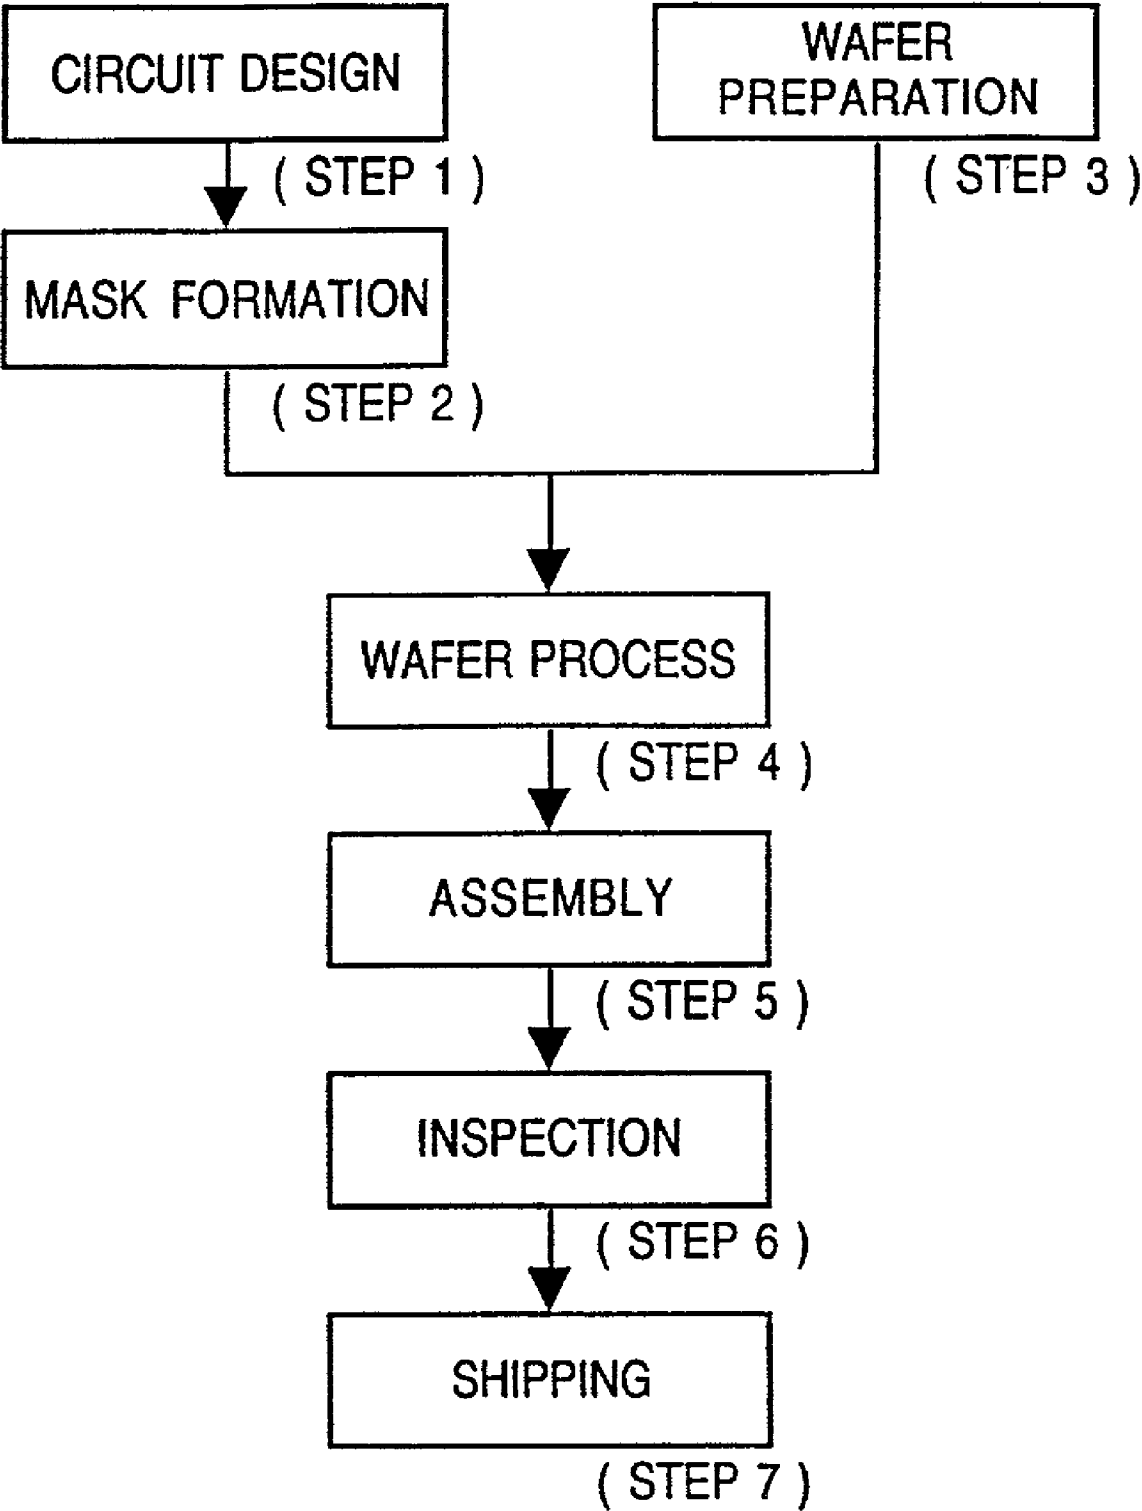 CIRCUIT DESIGN
( STEP 1 )
WAFER
PREPARATION
( STEP 3 )
MASK FORMATION
( STEP 2 )
WAFER PROCESS
( STEP 4 )
ASSEMBLY
( STEP 5 )
INSPECTION
( STEP 6 )
SHIPPING
( STEP 7 )